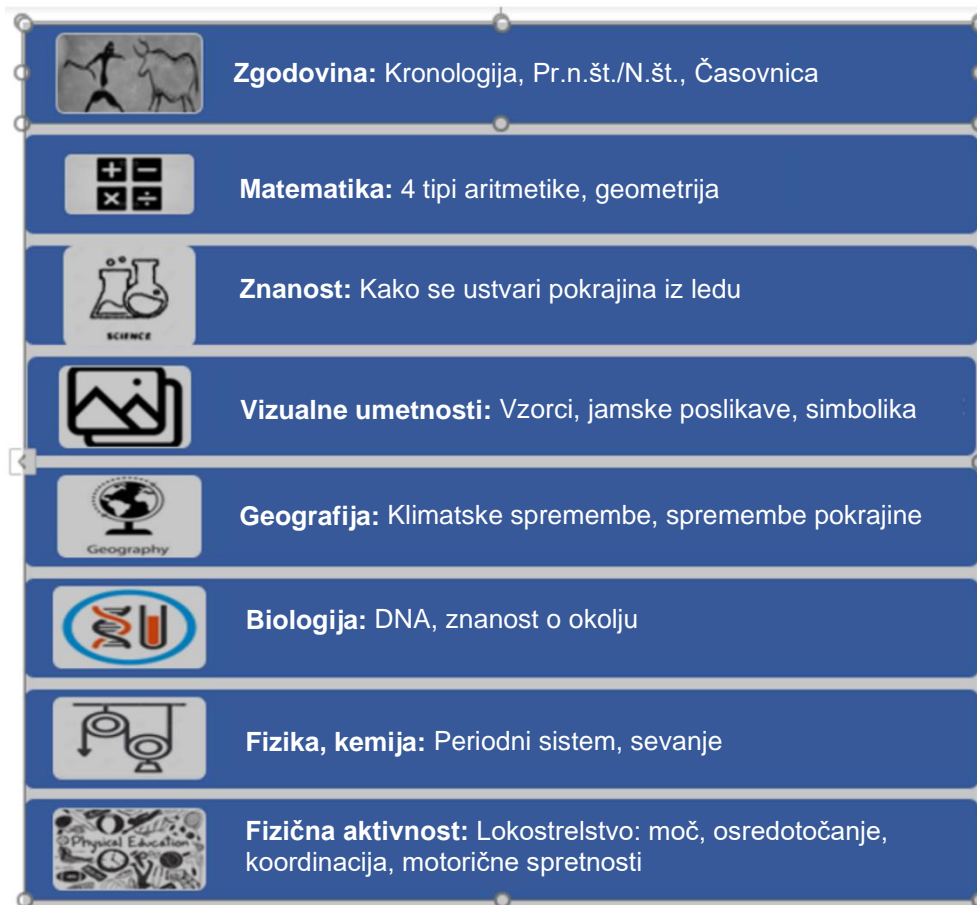 Zgodovina: Kronologija, Pr.n.št./N.št., Časovnica
Matematika: 4 tipi aritmetike, geometrija
Znanost: Kako se ustvari pokrajina iz ledu
SCIENCE
Vizualne umetnosti: Vzorci, jamske poslikave, simbolika
Geografija: Klimatske spremembe, spremembe pokrajine
Geography
Biologija: DNA, znanost o okolju
Fizika, kemija: Periodni sistem, sevanje
Fizična aktivnost: Lokostrelstvo: moč, osredotočanje,
koordinacija, motorične spretnosti
Physical Education